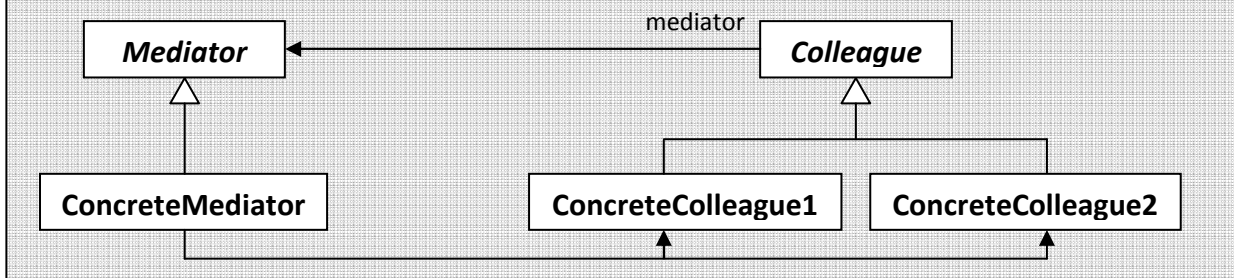 mediator
Mediator
Colleague
ConcreteMediator
ConcreteColleague1
ConcreteColleague2